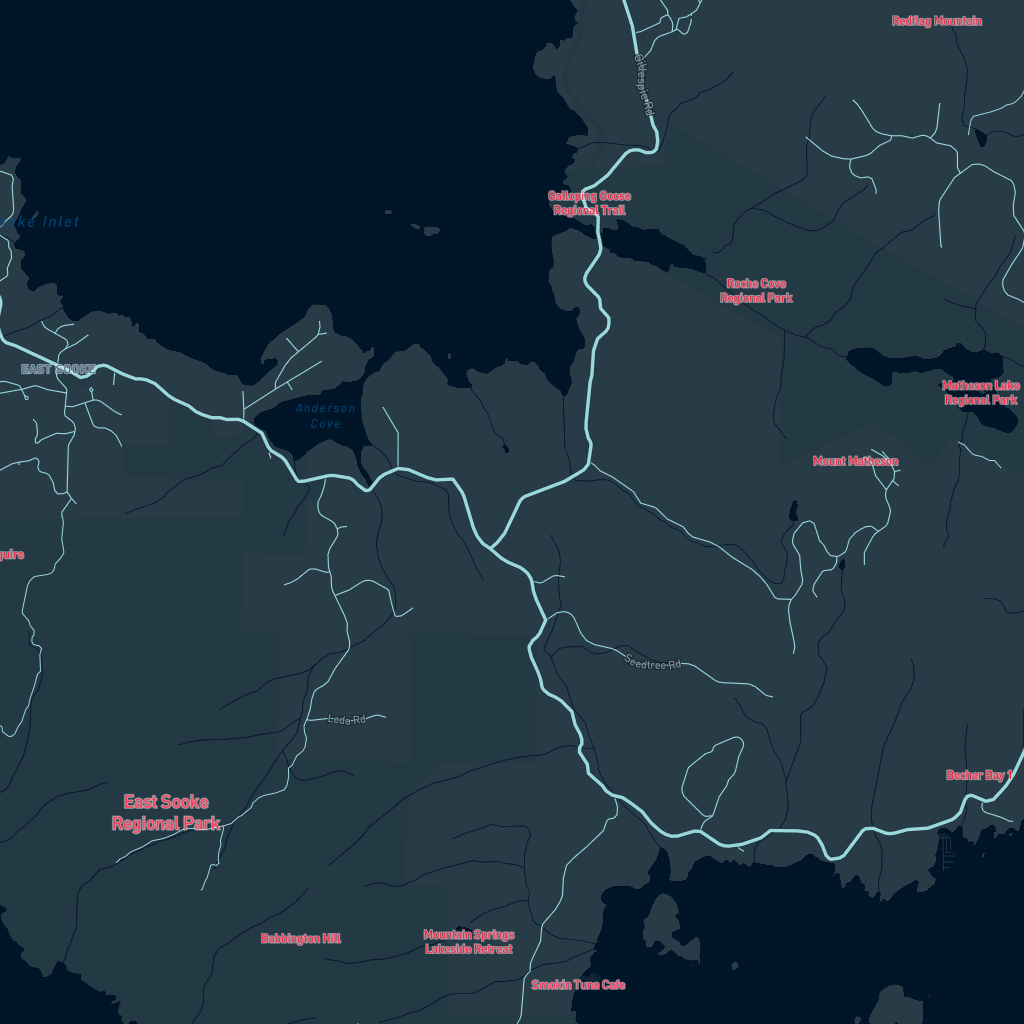 Redflag Mountain
Gillespie Rd
Galloping Goose
Regional Trail
Inlet
Roche Cove
Regional Park
EAST SOOKE
Matheson Lake
Regional Park
Anderson
Cove
Mount Matheson
Seedtree Rd
Leda Rd
Becher Bay 1
East Sooke
Regional Park
Babbington Hill
Mountain Springs
Lakeside Retreat
Smokin Tuna Cafe